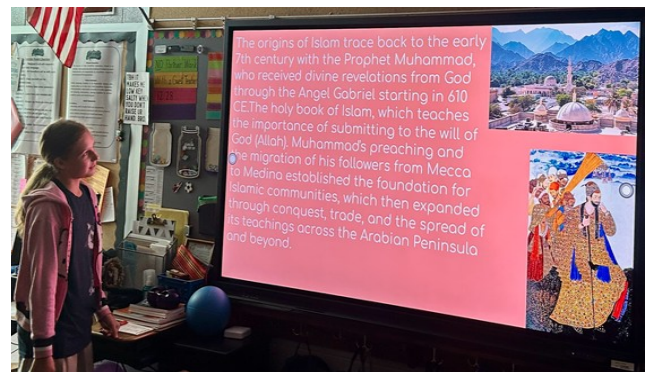 The origins of Islam trace back to the early
7th century with the Prophet Muhammad,
who received divine revelations from God
through the Angel Gabriel starting in 610
CE.The holy book of Islam, which teaches
the importance of submitting to the will of
God (Allah). Muhammad's preaching and
the migration of his followers from Mecca
to Medina established the foundation for
Islamic communities, which then expanded
through conquest, trade, and the spread of
its teachings across the Arabian Peninsula
and beyond.